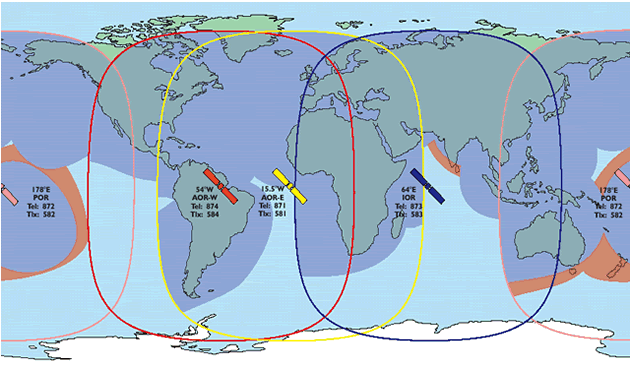 178°E
POR
Tel: 872
Tlx: 582
54°W
AOR-W
Tel: 874
Tlx: 584
15.5°W
AOR-E
Tel: 871
Tlx: 581
64°E
IOR
Tel: 873
Tlx: 583
178°E
POR
Tel: 872
Tlx: 582